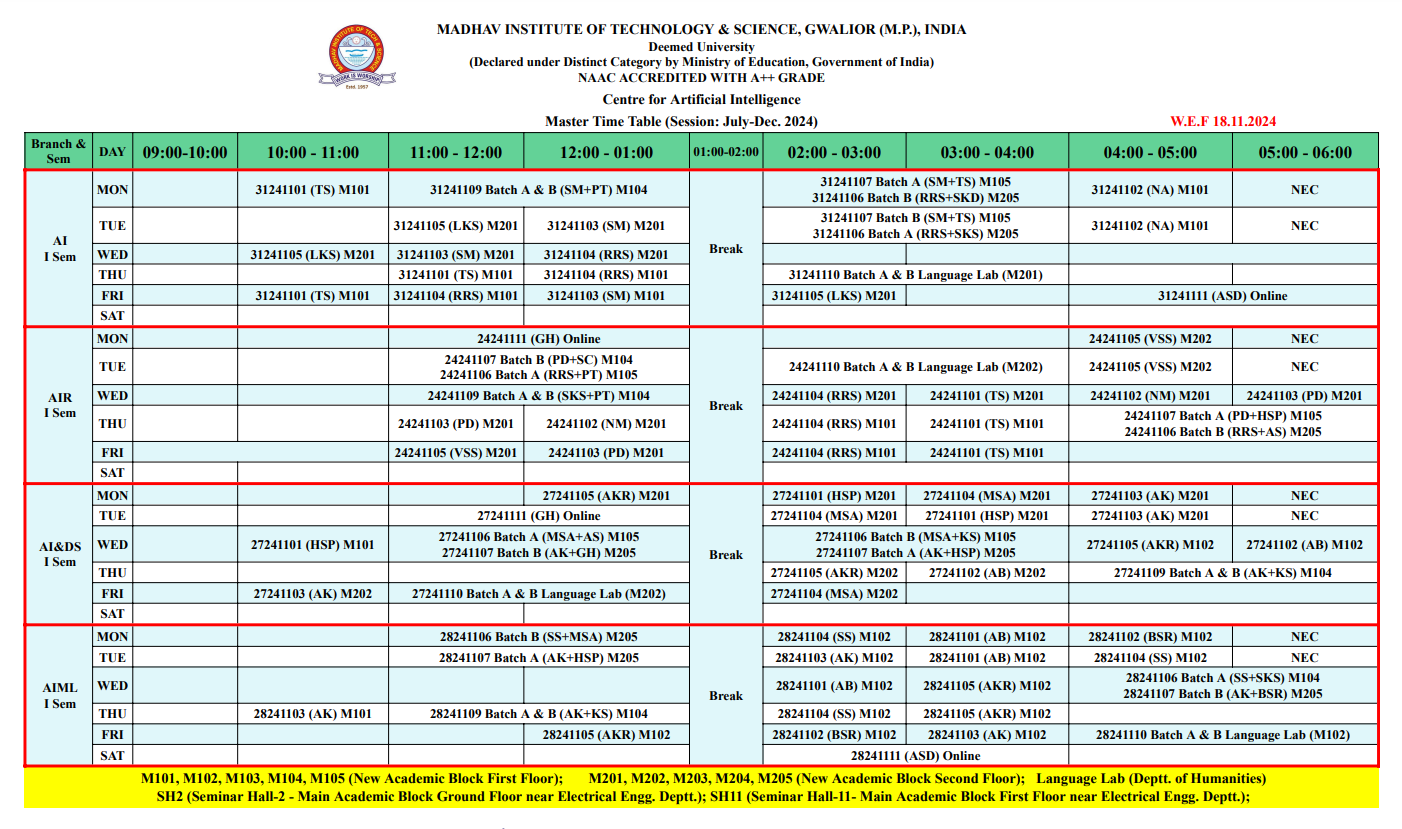 MADHAV INSTITUTE OF TECHNOLOGY & SCIENCE, GWALIOR (M.P.), INDIA
Deemed University
(Declared under Distinct Category by Ministry of Education, Government of India)
NAAC ACCREDITED WITH A++ GRADE
Centre for Artificial Intelligence
Master Time Table (Session: July-Dec. 2024) W.E.F 18.11.2024
MADHAV INSTITUTE OF TECH & SCIENCE
WORK IS WORSHIP
Estd. 1957
Branch & Sem DAY 09:00-10:00 10:00 - 11:00 11:00 - 12:00 12:00 - 01:00 01:00-02:00 02:00 - 03:00 03:00 - 04:00 04:00 - 05:00 05:00 - 06:00
AI I Sem
Break
MON 31241101 (TS) M101 31241109 Batch A & B (SM+PT) M104 31241107 Batch A (SM+TS) M105 31241106 Batch B (RRS+SKD) M205 31241102 (NA) M101 NEC
TUE 31241105 (LKS) M201 31241103 (SM) M201 31241107 Batch B (SM+TS) M105 31241106 Batch A (RRS+SKS) M205 31241102 (NA) M101 NEC
WED 31241105 (LKS) M201 31241103 (SM) M201 31241104 (RRS) M201
THU 31241101 (TS) M101 31241104 (RRS) M101 31241110 Batch A & B Language Lab (M201)
FRI 31241101 (TS) M101 31241104 (RRS) M101 31241103 (SM) M101 31241105 (LKS) M201 31241111 (ASD) Online
SAT
AIR I Sem
Break
MON 24241111 (GH) Online 24241105 (VSS) M202 NEC
TUE 24241107 Batch B (PD+SC) M104 24241106 Batch A (RRS+PT) M105 24241110 Batch A & B Language Lab (M202) 24241105 (VSS) M202 NEC
WED 24241109 Batch A & B (SKS+PT) M104 24241104 (RRS) M201 24241101 (TS) M201 24241102 (NM) M201 24241103 (PD) M201
THU 24241103 (PD) M201 24241102 (NM) M201 24241104 (RRS) M101 24241101 (TS) M101 24241107 Batch A (PD+HSP) M105 24241106 Batch B (RRS+AS) M205
FRI 24241105 (VSS) M201 24241103 (PD) M201 24241104 (RRS) M101 24241101 (TS) M101
SAT
AI&DS I Sem
Break
MON 27241105 (AKR) M201 27241101 (HSP) M201 27241104 (MSA) M201 27241103 (AK) M201 NEC
TUE 27241111 (GH) Online 27241104 (MSA) M201 27241101 (HSP) M201 27241103 (AK) M201 NEC
WED 27241101 (HSP) M101 27241106 Batch A (MSA+AS) M105 27241107 Batch B (AK+GH) M205 27241106 Batch B (MSA+KS) M105 27241107 Batch A (AK+HSP) M205 27241105 (AKR) M102 27241102 (AB) M102
THU 27241105 (AKR) M202 27241102 (AB) M202 27241109 Batch A & B (AK+KS) M104
FRI 27241103 (AK) M202 27241110 Batch A & B Language Lab (M202) 27241104 (MSA) M202
SAT
AIML I Sem
Break
MON 28241106 Batch B (SS+MSA) M205 28241104 (SS) M102 28241101 (AB) M102 28241102 (BSR) M102 NEC
TUE 28241107 Batch A (AK+HSP) M205 28241103 (AK) M102 28241101 (AB) M102 28241104 (SS) M102 NEC
WED 28241101 (AB) M102 28241105 (AKR) M102 28241106 Batch A (SS+SKS) M104 28241107 Batch B (AK+BSR) M205
THU 28241103 (AK) M101 28241109 Batch A & B (AK+KS) M104 28241104 (SS) M102 28241105 (AKR) M102
FRI 28241105 (AKR) M102 28241102 (BSR) M102 28241103 (AK) M102 28241110 Batch A & B Language Lab (M102)
SAT 28241111 (ASD) Online
M101, M102, M103, M104, M105 (New Academic Block First Floor); M201, M202, M203, M204, M205 (New Academic Block Second Floor); Language Lab (Deptt. of Humanities)
SH2 (Seminar Hall-2 - Main Academic Block Ground Floor near Electrical Engg. Deptt.); SH11 (Seminar Hall-11- Main Academic Block First Floor near Electrical Engg. Deptt.);